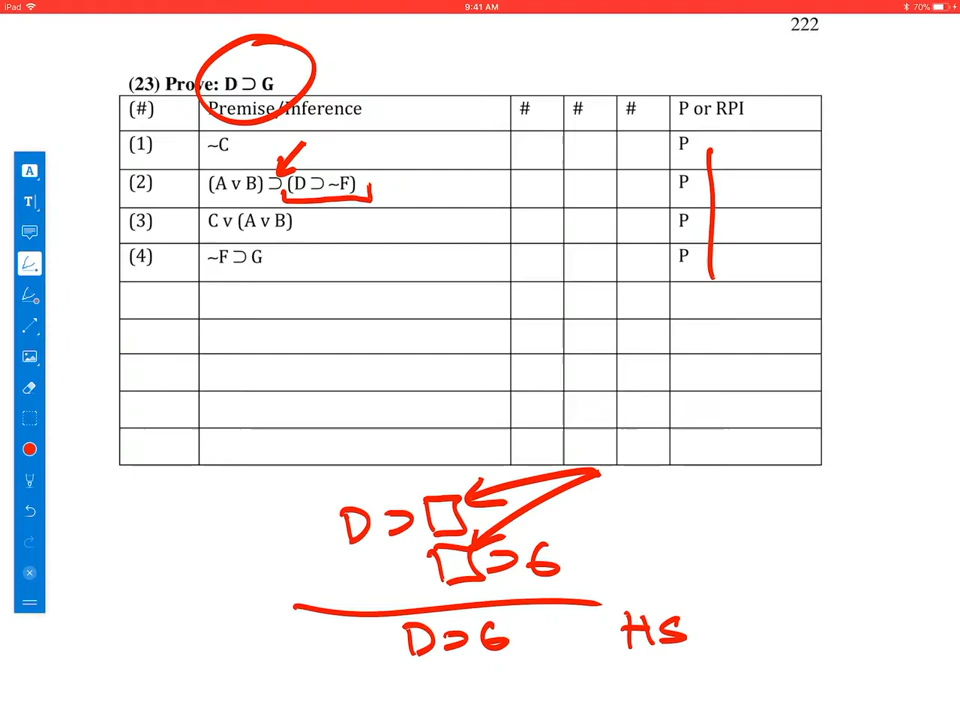 iPad 9:41 AM 70%
222
(23) Prove: D ⊃ G
(#) Premise/Inference # # # P or RPI
(1) ~C P
(2) (A v B) ⊃ (D ⊃ ~F) P
(3) C v (A v B) P
(4) ~F ⊃ G P
A
T
D ⊃ □
□ ⊃ G
D ⊃ G HS